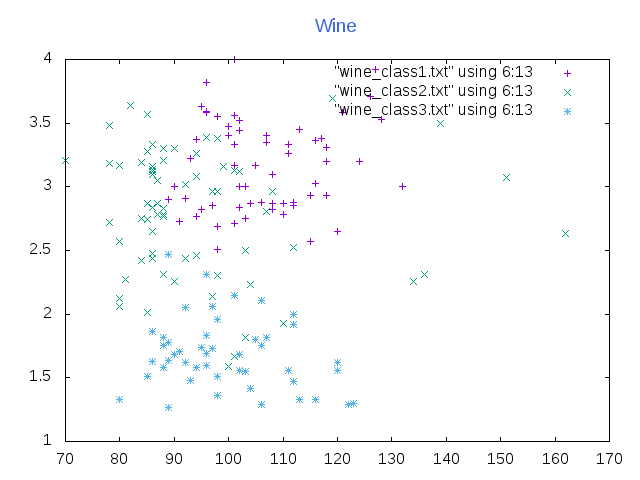 Wine
"wine_class1.txt" using 6:13
"wine_class2.txt" using 6:13
"wine_class3.txt" using 6:13
4
3.5
3
2.5
2
1.5
1
70 80 90 100 110 120 130 140 150 160 170